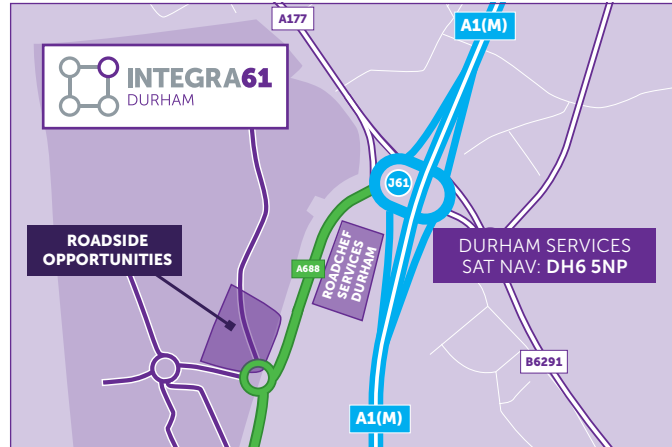 A177
A1(M)
INTEGRA61
DURHAM
J61
ROADSIDE
OPPORTUNITIES
A688
ROADCHEF
SERVICES
DURHAM
DURHAM SERVICES
SAT NAV: DH6 5NP
B6291
A1(M)